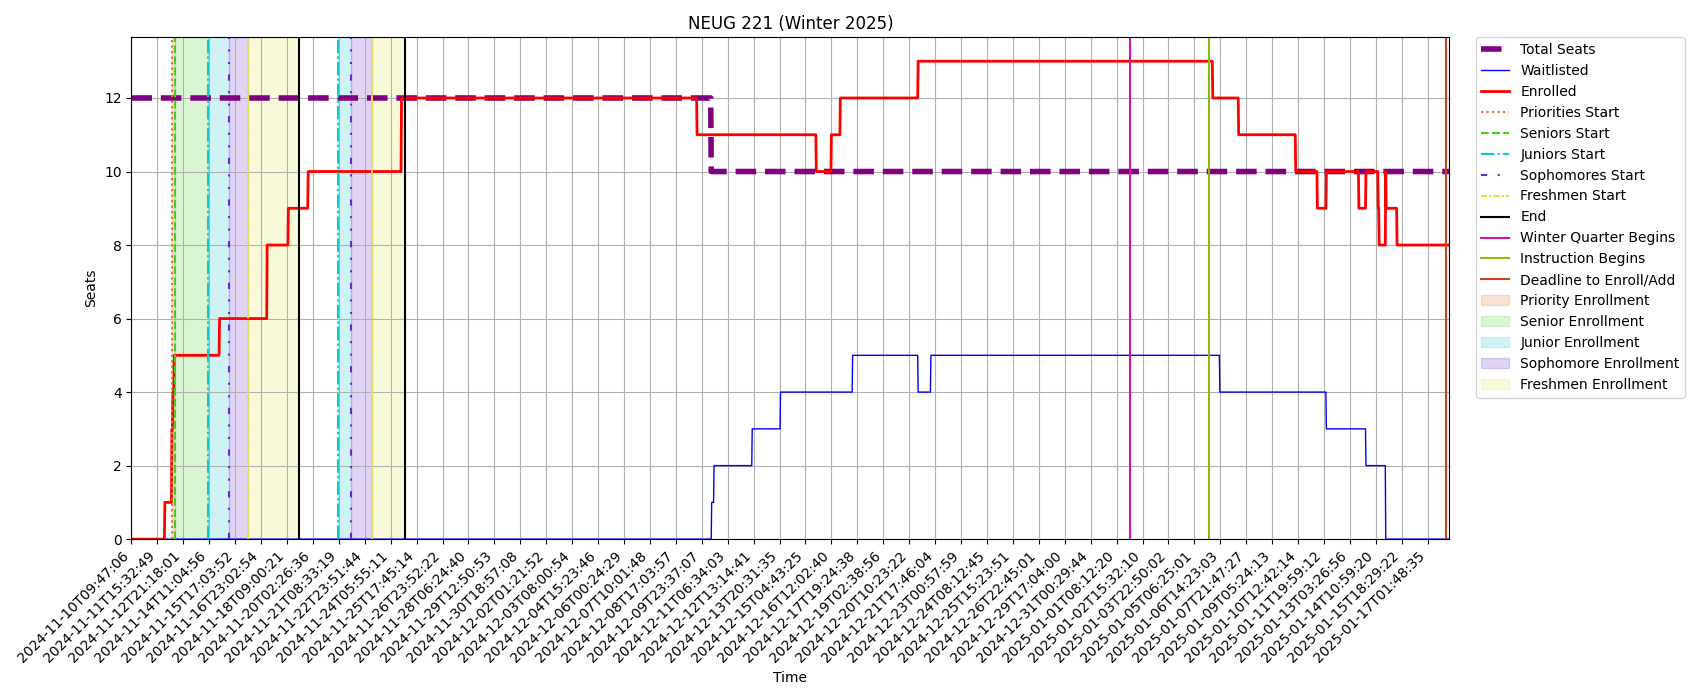 NEUG 221 (Winter 2025)
Total Seats
Waitlisted
Enrolled
Priorities Start
Seniors Start
Juniors Start
Sophomores Start
Freshmen Start
End
Winter Quarter Begins
Instruction Begins
Deadline to Enroll/Add
Priority Enrollment
Senior Enrollment
Junior Enrollment
Sophomore Enrollment
Freshmen Enrollment
Seats
12
10
8
6
4
2
0
2024-11-10T09:47:06
2024-11-11T15:32:49
2024-11-12T21:18:01
2024-11-14T11:04:56
2024-11-15T17:03:52
2024-11-16T23:02:54
2024-11-18T09:00:21
2024-11-20T02:26:36
2024-11-21T08:33:19
2024-11-22T23:51:44
2024-11-24T05:55:11
2024-11-25T17:45:14
2024-11-26T23:52:22
2024-11-28T06:24:40
2024-11-29T12:50:53
2024-11-30T18:57:08
2024-12-02T01:21:52
2024-12-03T08:00:54
2024-12-04T15:23:46
2024-12-06T00:24:29
2024-12-07T10:01:48
2024-12-08T17:03:57
2024-12-09T23:37:07
2024-12-11T06:34:03
2024-12-12T13:14:41
2024-12-13T20:31:35
2024-12-15T04:43:25
2024-12-16T12:02:40
2024-12-17T19:24:38
2024-12-19T02:38:56
2024-12-20T10:23:22
2024-12-21T17:46:04
2024-12-23T00:57:59
2024-12-24T08:12:45
2024-12-25T15:23:51
2024-12-26T22:45:01
2024-12-29T17:04:00
2024-12-31T00:29:44
2025-01-01T08:12:20
2025-01-02T15:32:10
2025-01-03T22:50:02
2025-01-05T06:25:01
2025-01-06T14:23:03
2025-01-07T21:47:27
2025-01-09T05:24:13
2025-01-10T12:42:14
2025-01-11T19:59:12
2025-01-13T03:26:56
2025-01-14T10:59:20
2025-01-15T18:29:22
2025-01-17T01:48:35
Time